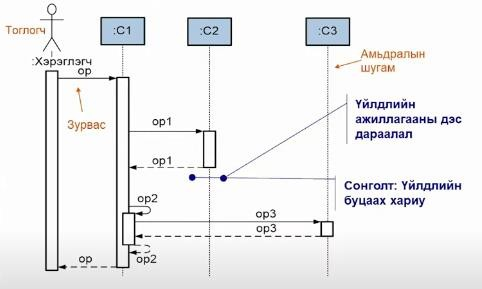 Тоглогч
:Хэрэглэгч
:C1
:C2
:C3
Амьдралын
шугам
op
Зурвас
op1
Үйлдлийн
ажиллагааны дэс
дараалал
op1
Сонголт: Үйлдлийн
буцаах хариу
op2
op3
op3
op
op2